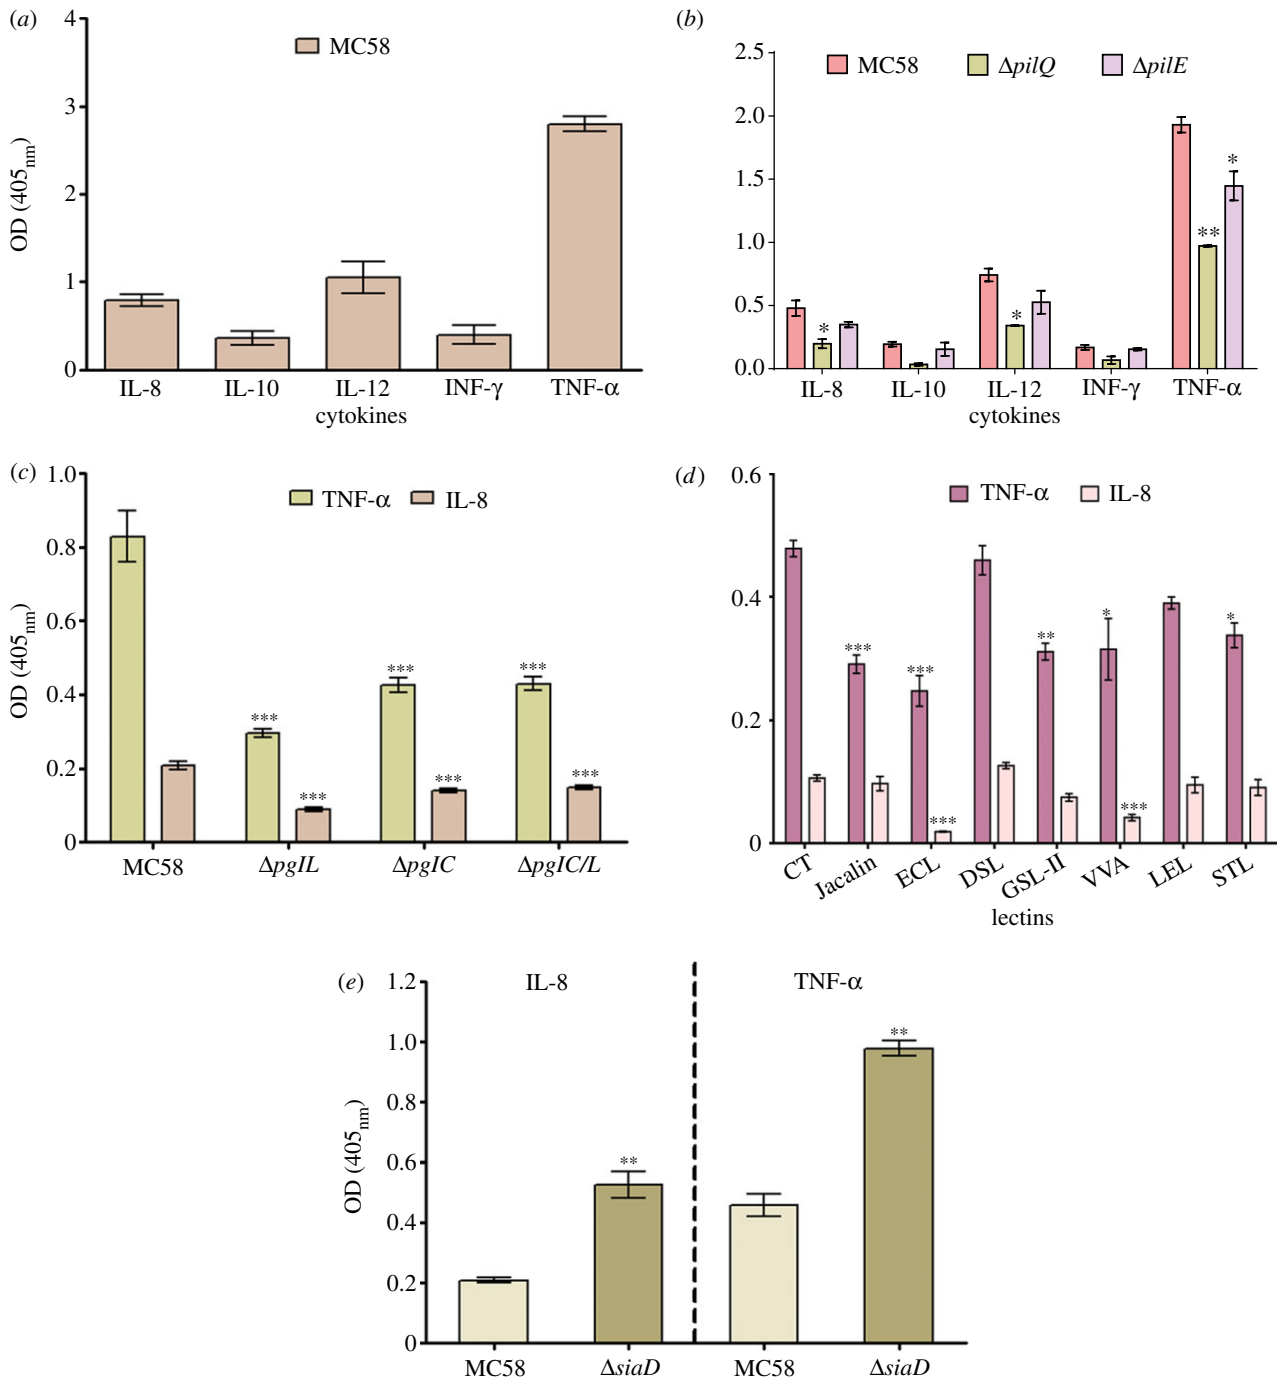 (a)
4
3
2
1
0
OD (405nm)
MC58
IL-8 IL-10 IL-12 INF-γ TNF-α
cytokines
(b)
2.5
2.0
1.5
1.0
0.5
0.0
MC58 ΔpilQ ΔpilE
* * ** *
IL-8 IL-10 IL-12 INF-γ TNF-α
cytokines
(c)
1.0
0.8
0.6
0.4
0.2
0
OD (405nm)
TNF-α IL-8
*** *** *** *** *** ***
MC58 ΔpglL ΔpglC ΔpglC/L
(d)
0.6
0.4
0.2
0
TNF-α IL-8
*** *** *** ** * *** *
CT Jacalin ECL DSL GSL-II VVA LEL STL
lectins
(e)
1.2
1.0
0.8
0.6
0.4
0.2
0
OD (405nm)
IL-8 TNF-α
** **
MC58 ΔsiaD MC58 ΔsiaD